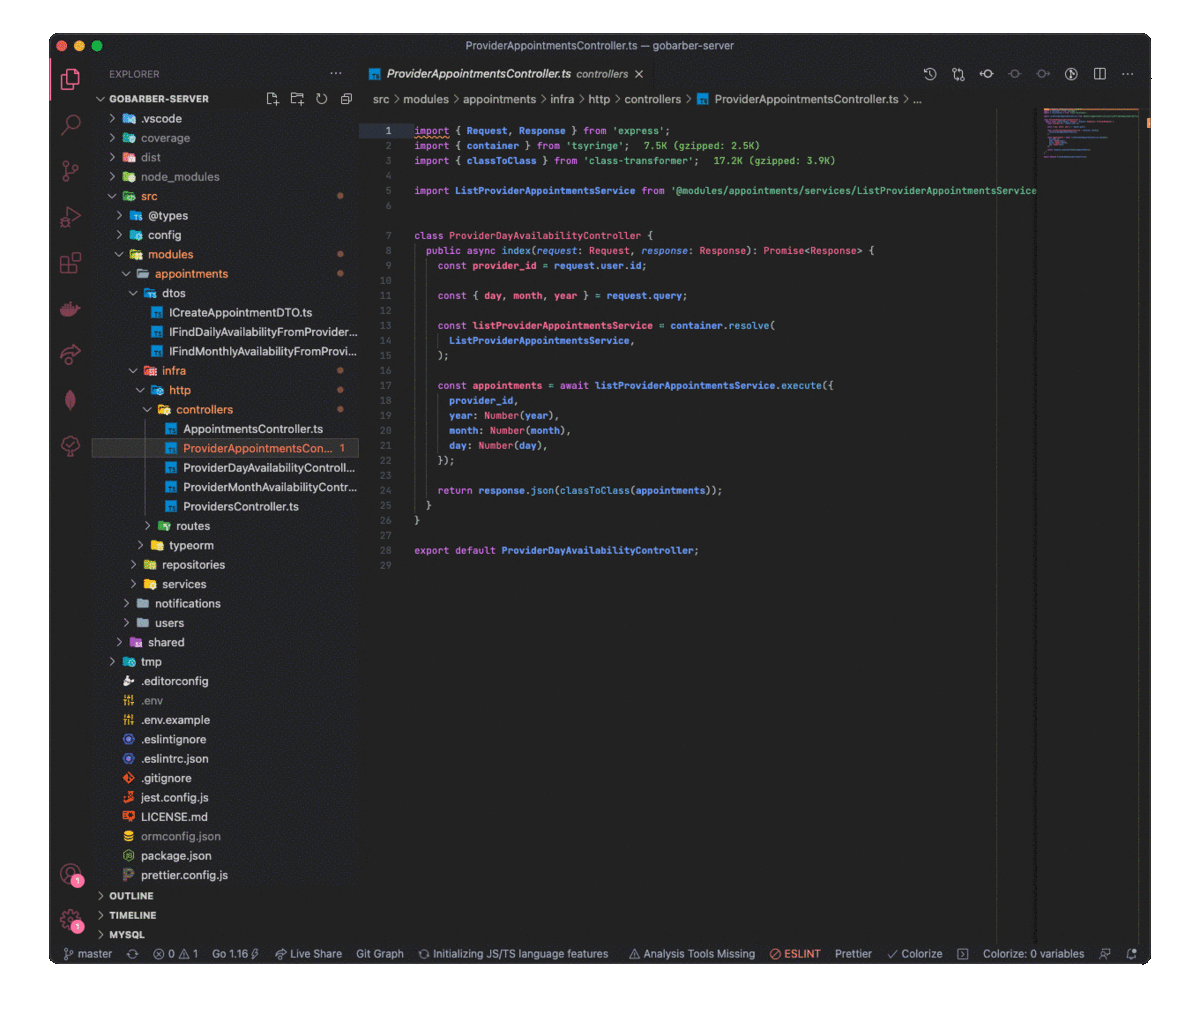 ProviderAppointmentsController.ts — gobarber-server
EXPLORER
GOBARBER-SERVER
.vscode
coverage
dist
node_modules
src
@types
config
modules
appointments
dtos
ICreateAppointmentDTO.ts
IFindDailyAvailabilityFromProvider...
IFindMonthlyAvailabilityFromProvi...
infra
http
controllers
AppointmentsController.ts
ProviderAppointmentsCon... 1
ProviderDayAvailabilityControll...
ProviderMonthAvailabilityContr...
ProvidersController.ts
routes
typeorm
repositories
services
notifications
users
shared
tmp
.editorconfig
.env
.env.example
.eslintignore
.eslintrc.json
.gitignore
jest.config.js
LICENSE.md
ormconfig.json
package.json
prettier.config.js
OUTLINE
TIMELINE
MYSQL
1
1
ProviderAppointmentsController.ts controllers
src > modules > appointments > infra > http > controllers > ProviderAppointmentsController.ts > ...
1 import { Request, Response } from 'express';
2 import { container } from 'tsyringe'; 7.5K (gzipped: 2.5K)
3 import { classToClass } from 'class-transformer'; 17.2K (gzipped: 3.9K)
4
5 import ListProviderAppointmentsService from '@modules/appointments/services/ListProviderAppointmentsService
6
7 class ProviderDayAvailabilityController {
8 public async index(request: Request, response: Response): Promise<Response> {
9 const provider_id = request.user.id;
10
11 const { day, month, year } = request.query;
12
13 const listProviderAppointmentsService = container.resolve(
14 ListProviderAppointmentsService,
15 );
16
17 const appointments = await listProviderAppointmentsService.execute({
18 provider_id,
19 year: Number(year),
20 month: Number(month),
21 day: Number(day),
22 });
23
24 return response.json(classToClass(appointments));
25 }
26 }
27
28 export default ProviderDayAvailabilityController;
29
master 0 1 Go 1.16 Live Share Git Graph Initializing JS/TS language features Analysis Tools Missing ESLINT Prettier Colorize Colorize: 0 variables